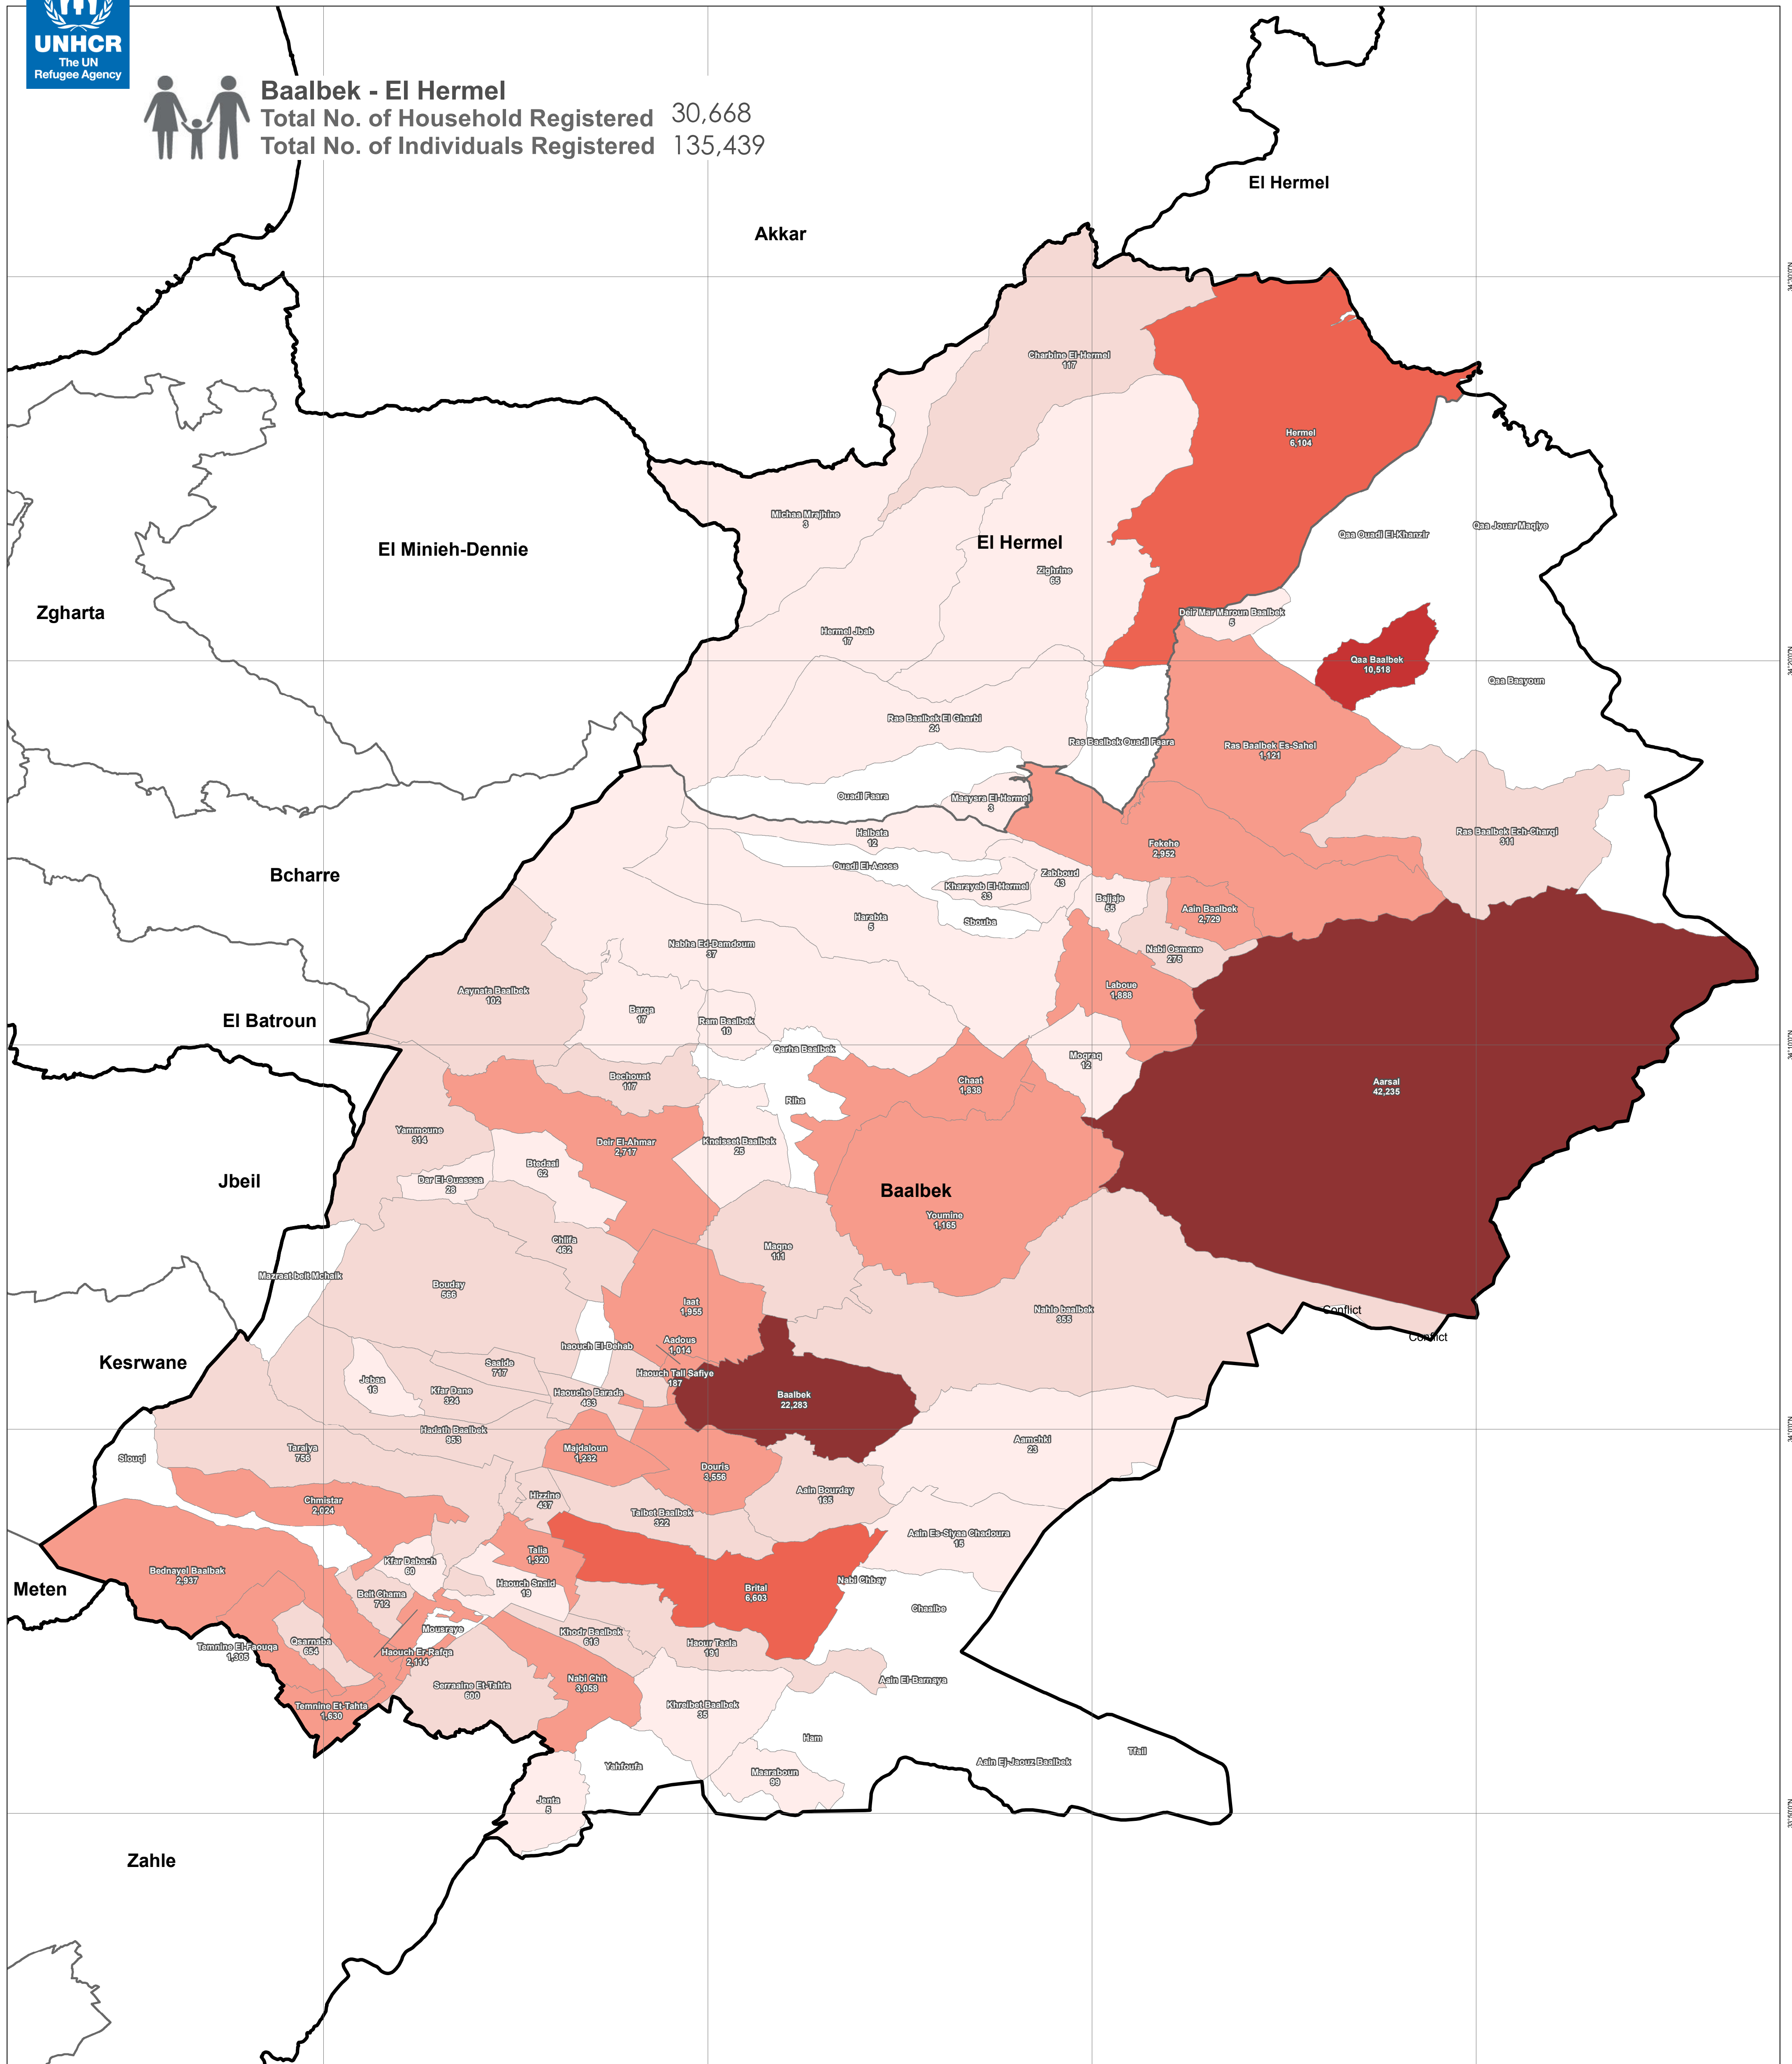 UNHCR
The UN
Refugee Agency
Baalbek - El Hermel
Total No. of Household Registered 30,668
Total No. of Individuals Registered 135,439
El Hermel
Akkar
Charbine El-Hermel
117
Hermel
6,104
Michaa Mrajhine
3
Qaa Ouadi El-Khanzir
Qaa Jouar Maqiye
El Minieh-Dennie
El Hermel
Zighrine
65
Zgharta
Deir Mar Maroun Baalbek
5
Hermel Jbab
17
Qaa Baalbek
10,518
Qaa Baayoun
Ras Baalbek El Gharbi
24
Ras Baalbek Ouadi Faara
Ras Baalbek Es-Sahel
1,121
Ouadi Faara
Maaysra El-Hermel
3
Halbata
12
Ras Baalbek Ech-Charqi
311
Fekehe
2,952
Ouadi El-Aaoss
Bcharre
Zabboud
43
Kharayeb El-Hermel
33
Bajjaje
55
Aain Baalbek
2,729
Harabta
5
Sbouba
Nabha Ed-Damdoum
37
Nabi Osmane
275
Aaynata Baalbek
102
Laboue
1,888
Barqa
17
Ram Baalbek
10
El Batroun
Qarha Baalbek
Moqraq
12
Bechouat
117
Chaat
1,838
Aarsal
42,235
Riha
Yammoune
314
Deir El-Ahmar
2,717
Kneisset Baalbek
25
Btedaai
62
Jbeil
Dar El-Ouassaa
28
Baalbek
Youmine
1,165
Chlifa
462
Maqne
111
Mazraat beit Mchaik
Bouday
566
Iaat
1,955
Nahle baalbek
355
Conflict
Conflict
Aadous
1,014
haouch El-Dehab
Kesrwane
Saaide
717
Haouch Tall Safiye
187
Jebaa
16
Kfar Dane
324
Haouche Barada
463
Baalbek
22,283
Hadath Baalbek
953
Aamchki
23
Taraiya
756
Majdaloun
1,232
Slouqi
Douris
3,556
Aain Bourday
165
Hizzine
437
Chmistar
2,024
Taibet Baalbek
322
Aain Es-Siyaa Chadoura
15
Talia
1,320
Kfar Dabach
60
Bednayel Baalbak
2,937
Meten
Haouch Snaid
19
Nabi Chbay
Brital
6,603
Beit Chama
712
Chaaibe
Mousraye
Khodr Baalbek
616
Qsarnaba
654
Temnine El-Faouqa
1,305
Haouch Er-Rafqa
2,114
Haour Taala
191
Aain El-Barnaya
Nabi Chit
3,058
Serraaine Et-Tahta
600
Temnine Et-Tahta
1,630
Khreibet Baalbek
35
Ham
Tfail
Aain Ej-Jaouz Baalbek
Yahfoufa
Maaraboun
99
Jenta
5
Zahle